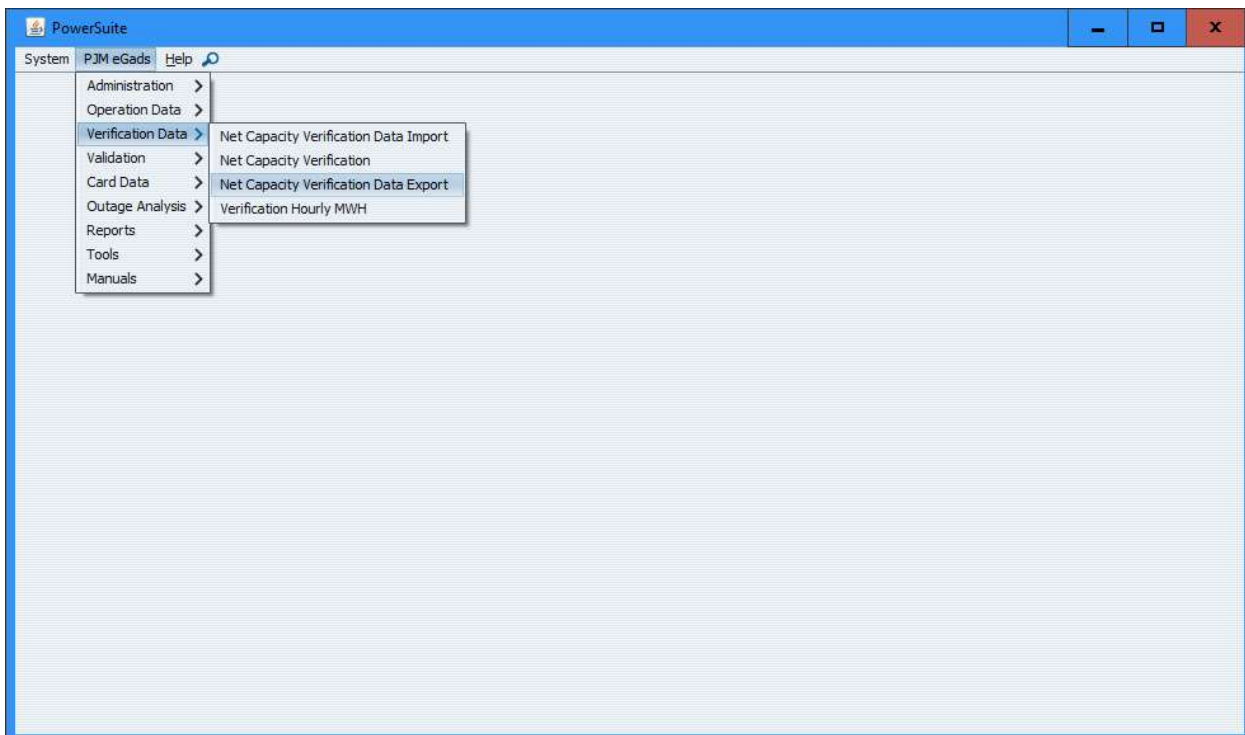 PowerSuite
System PJM eGads Help
Administration
Operation Data
Verification Data
Validation
Card Data
Outage Analysis
Reports
Tools
Manuals
Net Capacity Verification Data Import
Net Capacity Verification
Net Capacity Verification Data Export
Verification Hourly MWH